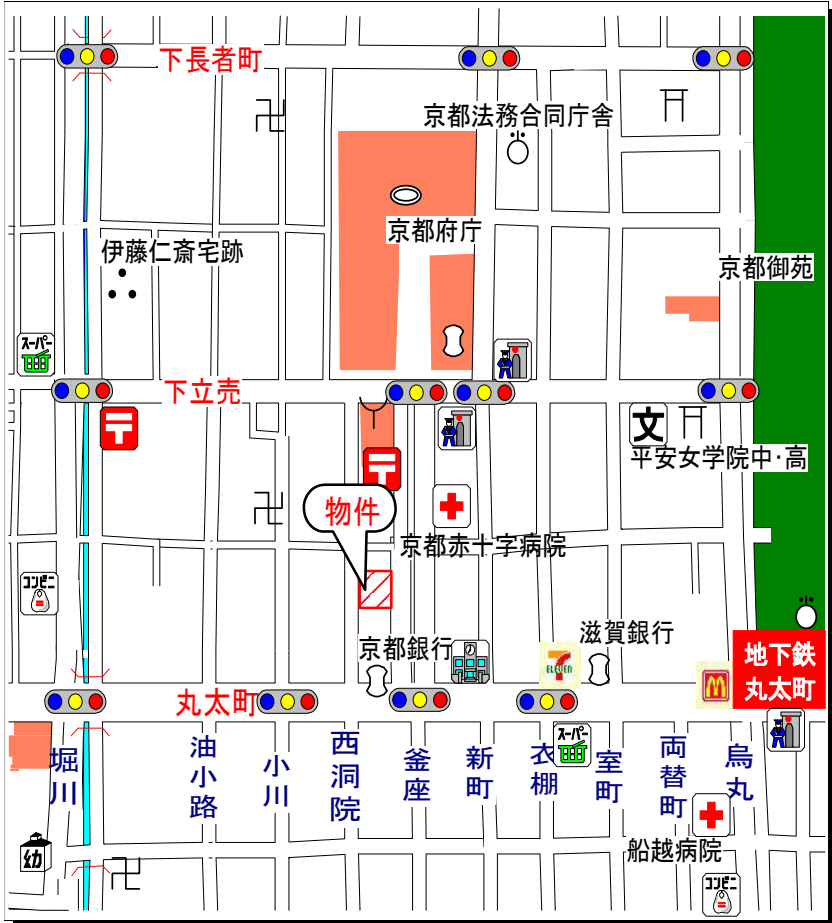 下長者町
京都法務合同庁舎
京都府庁
伊藤仁斎宅跡
京都御苑
スーパー
下立売
文
平安女学院中・高
物件
京都赤十字病院
コンビニ
京都銀行
滋賀銀行
7
ELEVEN
地下鉄
丸太町
丸太町
堀川
油小路
小川
西洞院
釜座
新町
衣棚
スーパー
室町
両替町
烏丸
船越病院
幼
コンビニ